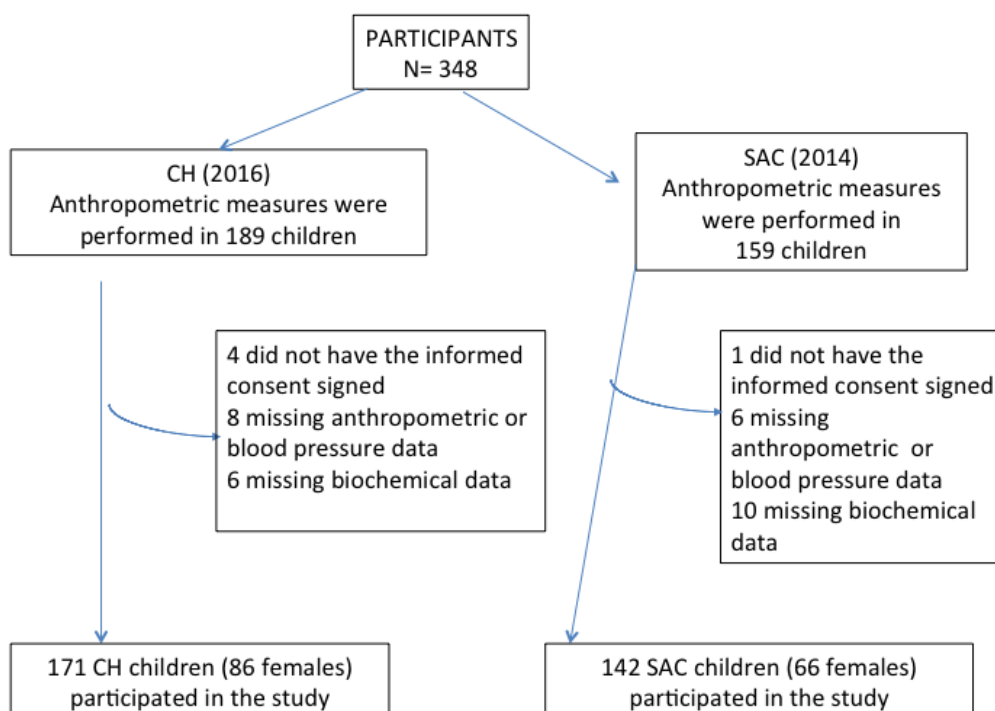 PARTICIPANTS
N= 348
CH (2016)
Anthropometric measures were
performed in 189 children
SAC (2014)
Anthropometric measures
were performed in
159 children
4 did not have the informed
consent signed
8 missing anthropometric or
blood pressure data
6 missing biochemical data
1 did not have the
informed consent signed
6 missing
anthropometric or
blood pressure data
10 missing biochemical
data
171 CH children (86 females)
participated in the study
142 SAC children (66 females)
participated in the study